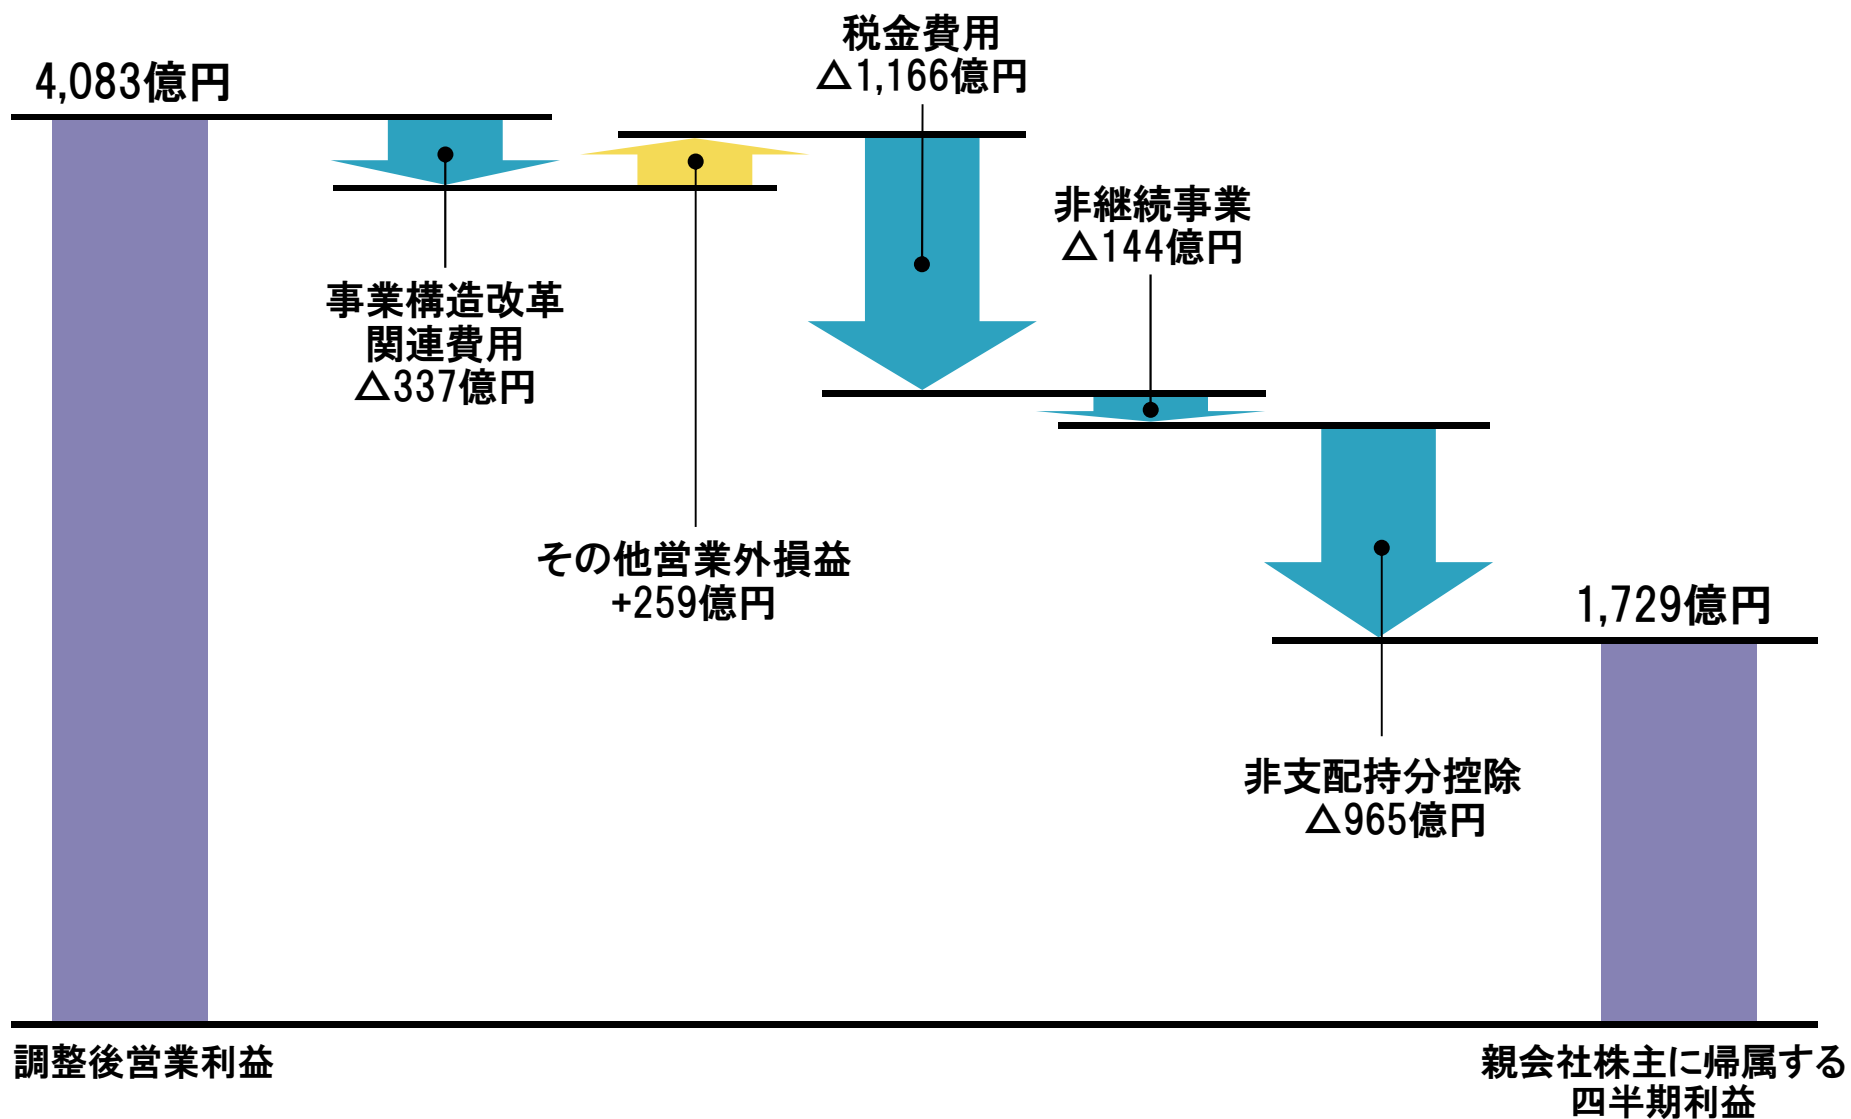 4,083億円
税金費用
△1,166億円
非継続事業
△144億円
事業構造改革
関連費用
△337億円
その他営業外損益
+259億円
1,729億円
非支配持分控除
△965億円
調整後営業利益
親会社株主に帰属する
四半期利益